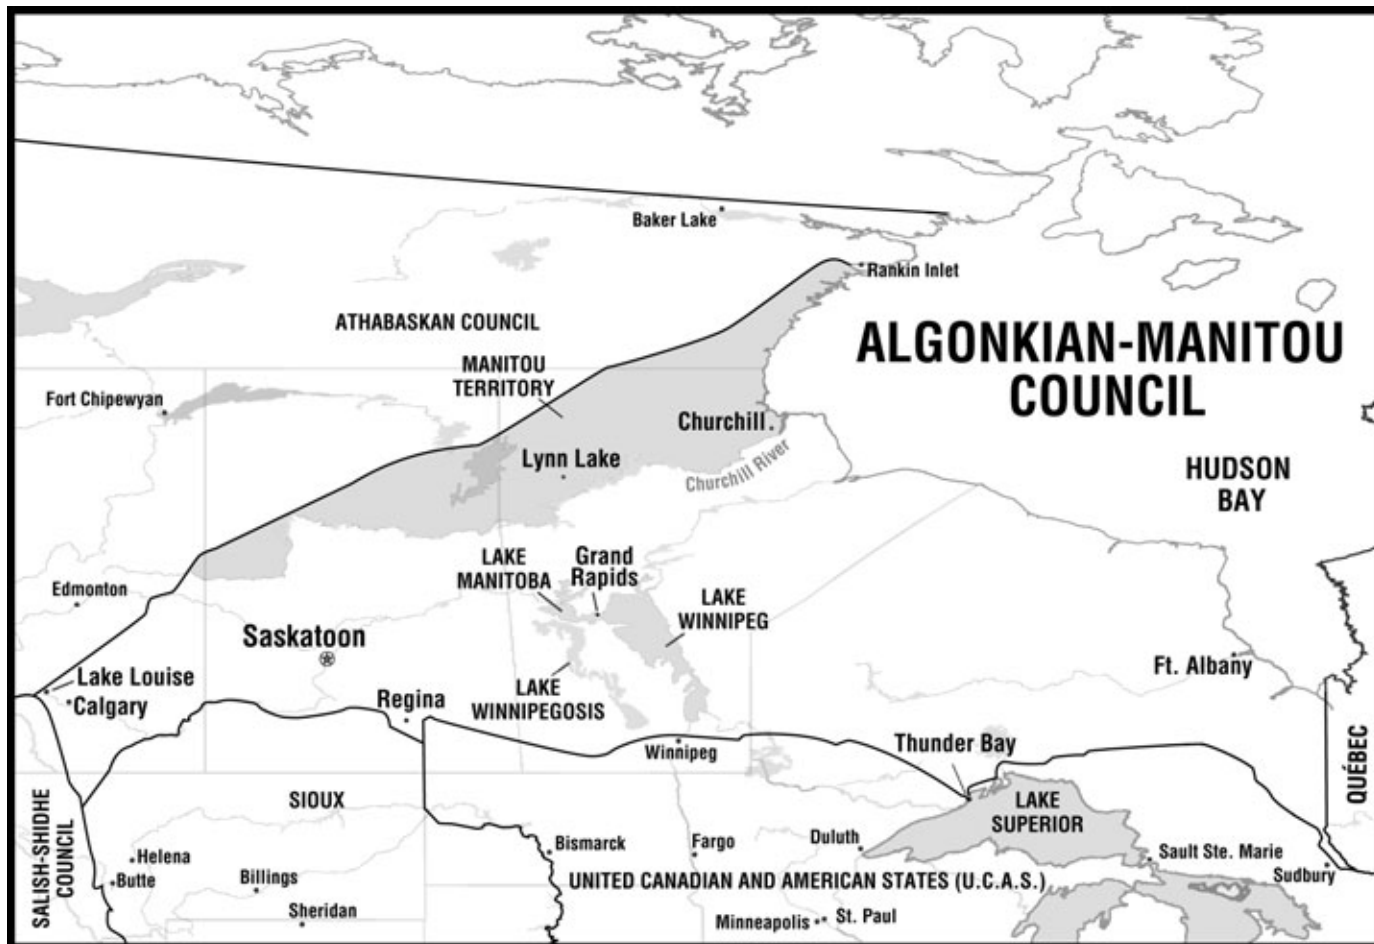 Baker Lake
Rankin Inlet
ATHABASKAN COUNCIL
ALGONKIAN-MANITOU
COUNCIL
MANITOU
TERRITORY
Fort Chipewyan
Churchill
Churchill River
Lynn Lake
HUDSON
BAY
LAKE
MANITOBA
Grand
Rapids
Edmonton
LAKE
WINNIPEG
Saskatoon
Ft. Albany
Lake Louise
Calgary
Regina
LAKE
WINNIPEGOSIS
Winnipeg
Thunder Bay
QUÉBEC
SALISH-SHIDHE
COUNCIL
SIOUX
LAKE
SUPERIOR
Helena
Butte
Billings
Sheridan
Bismarck
Fargo
Duluth
Sault Ste. Marie
Sudbury
UNITED CANADIAN AND AMERICAN STATES (U.C.A.S.)
Minneapolis
St. Paul